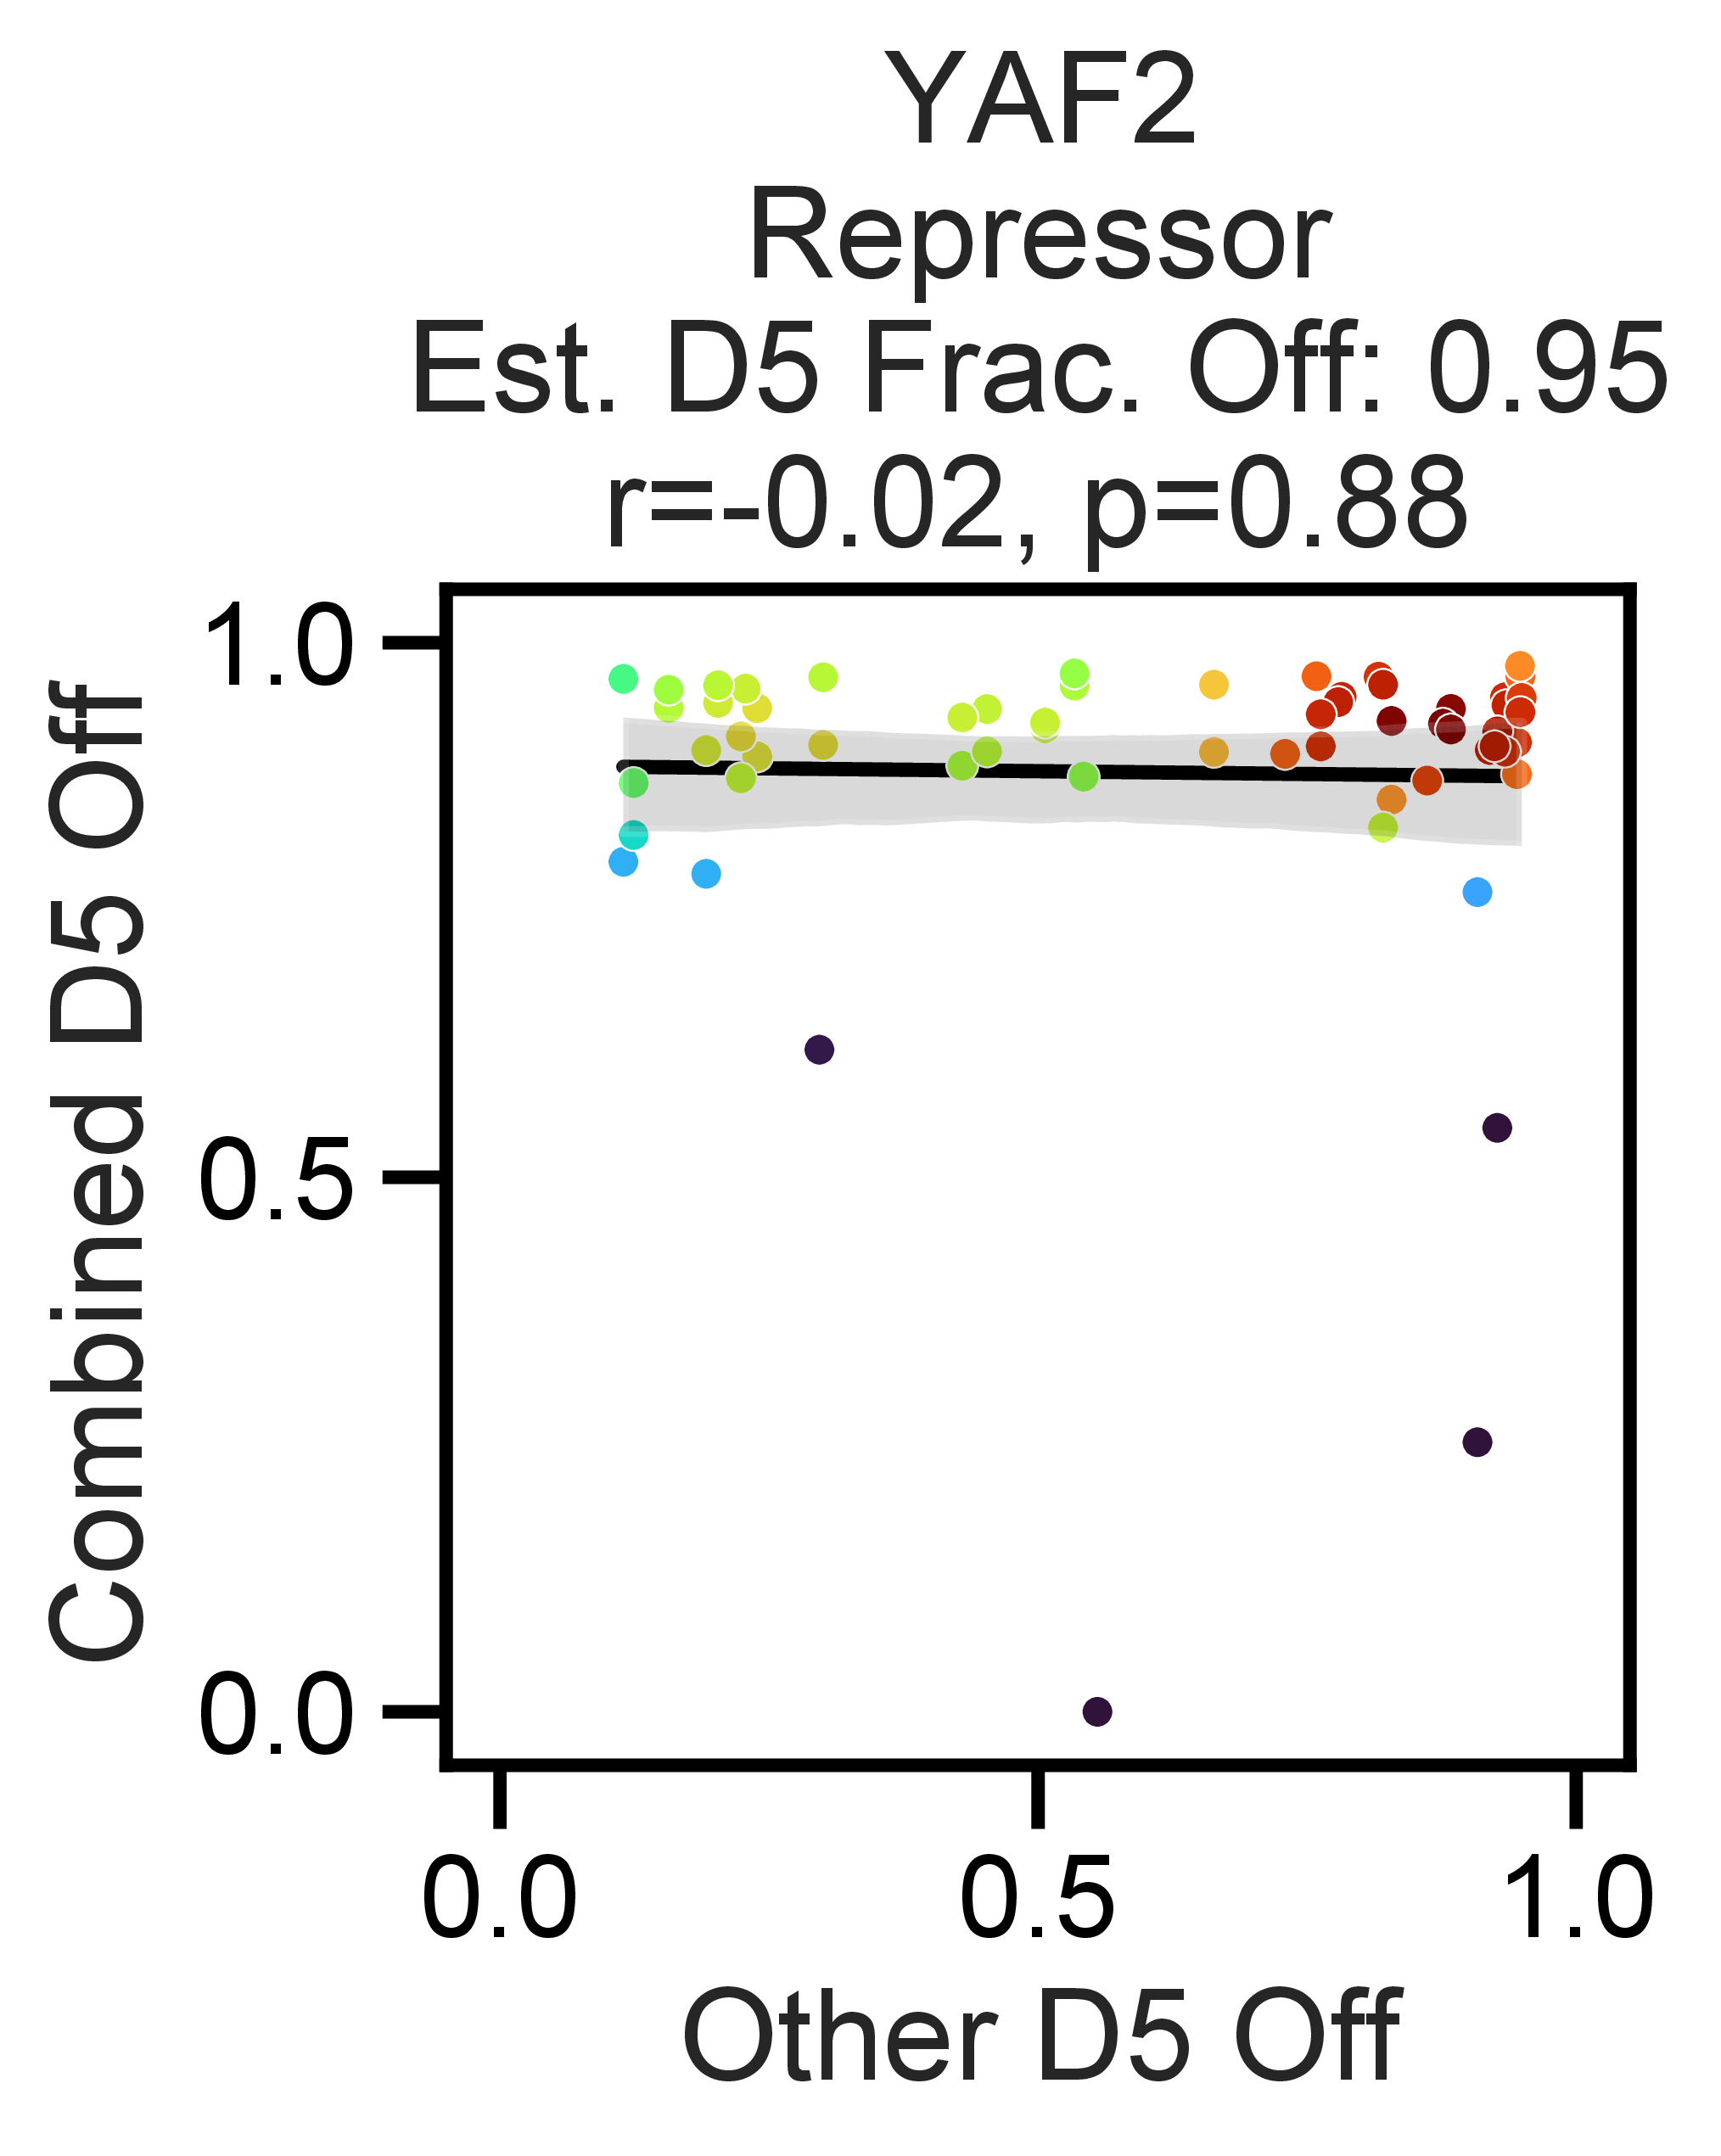 YAF2
Repressor
Est. D5 Frac. Off: 0.95
r=-0.02, p=0.88
1.0
0.5
0.0
Combined D5 Off
0.0 0.5 1.0
Other D5 Off